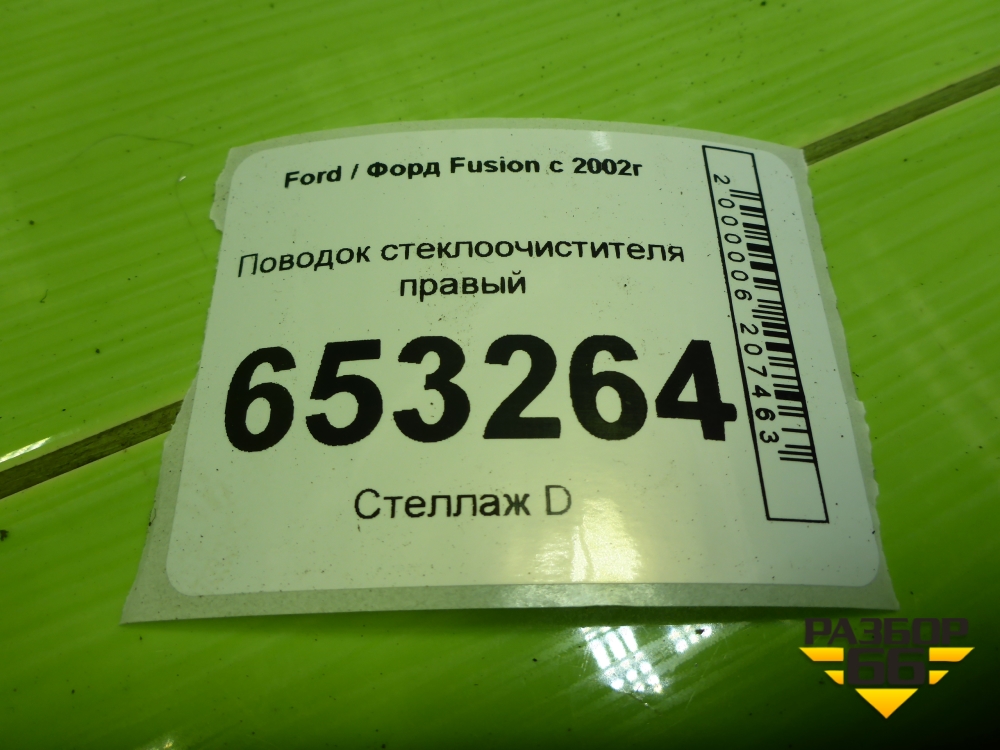 Ford / Форд Fusion с 2002г
Поводок стеклоочистителя
правый
653264
Стеллаж D
2000006207463
РАЗБОР
66